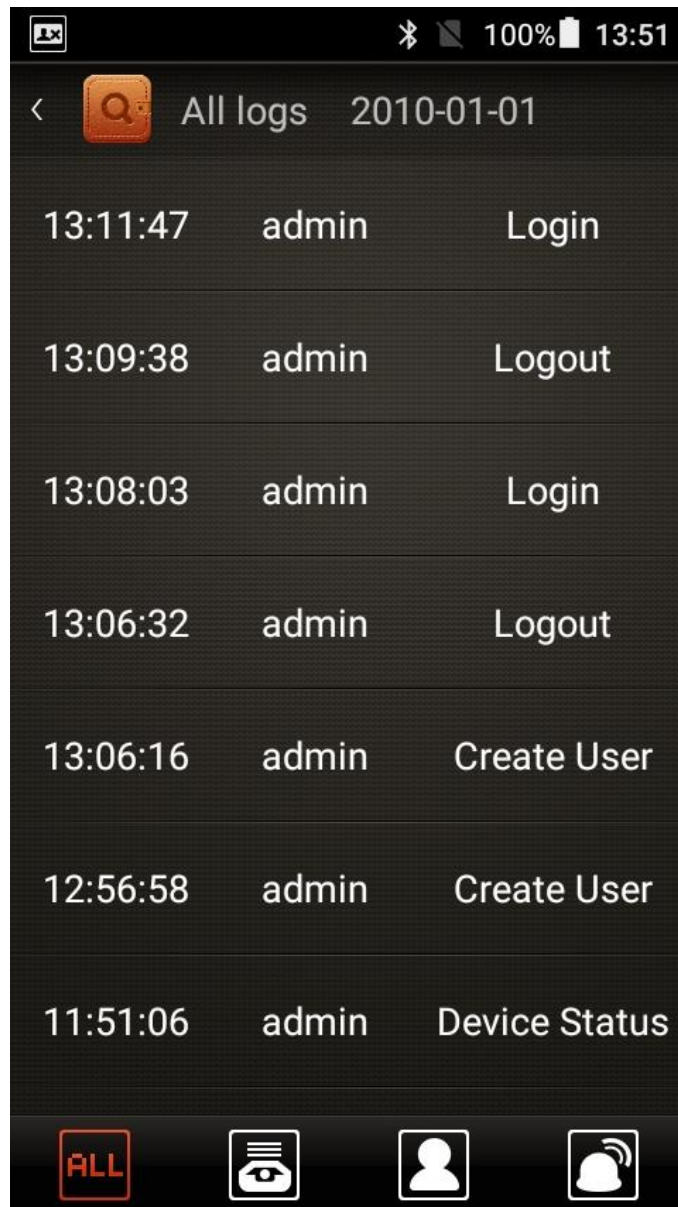 100% 13:51
All logs 2010-01-01
13:11:47 admin Login
13:09:38 admin Logout
13:08:03 admin Login
13:06:32 admin Logout
13:06:16 admin Create User
12:56:58 admin Create User
11:51:06 admin Device Status
ALL